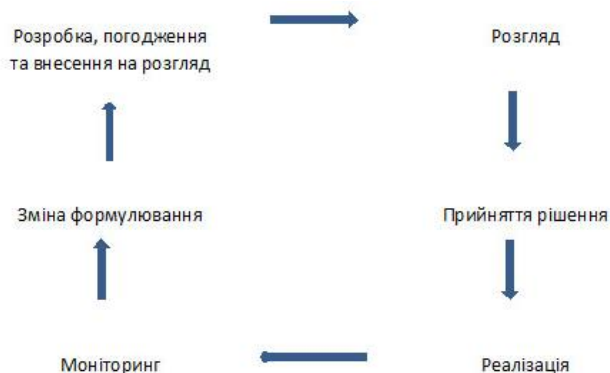 Розробка, погодження
та внесення на розгляд
Розгляд
Зміна формулювання
Прийняття рішення
Моніторинг
Реалізація